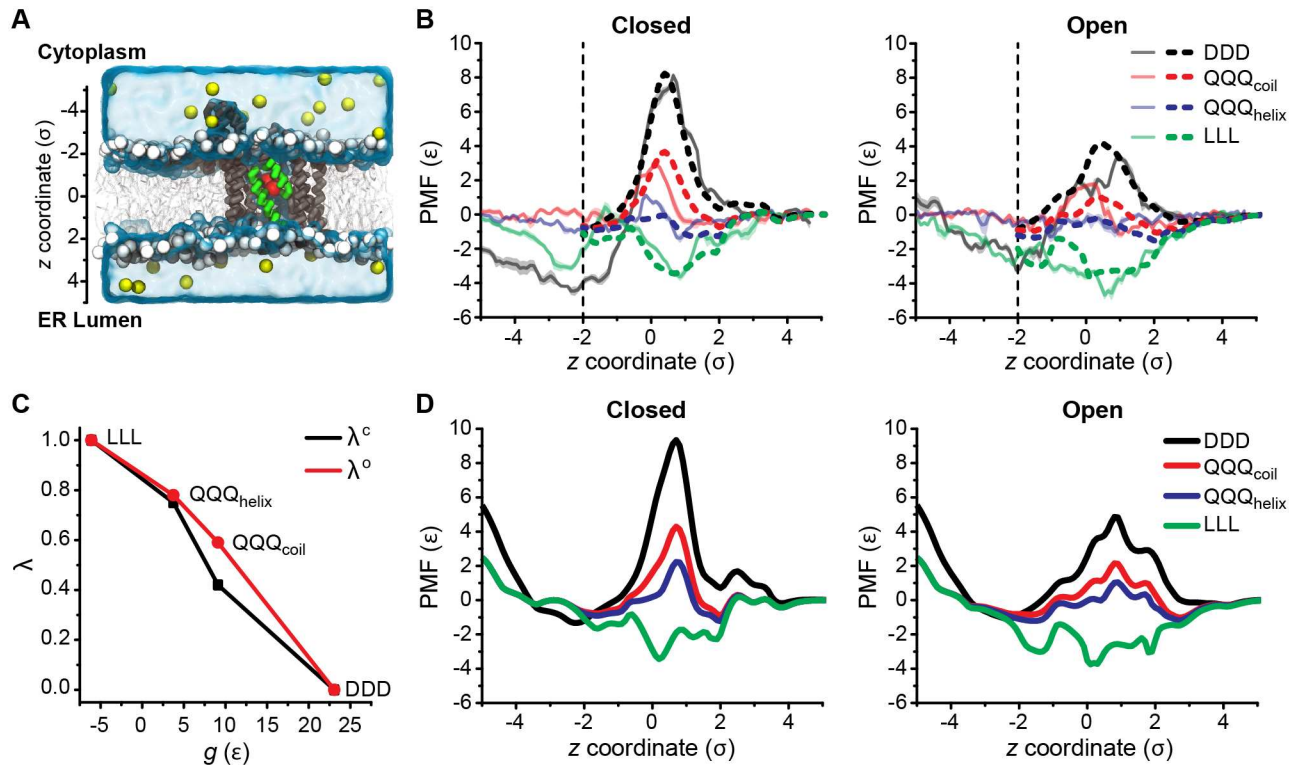 A
Cytoplasm
z coordinate (σ)
-4
-2
0
2
4
ER Lumen
B
Closed
PMF (ε)
10
8
6
4
2
0
-2
-4
-6
-4 -2 0 2 4
z coordinate (σ)
Open
DDD
QQQcoil
QQQhelix
LLL
PMF (ε)
10
8
6
4
2
0
-2
-4
-6
-4 -2 0 2 4
z coordinate (σ)
C
λ
1.0
0.8
0.6
0.4
0.2
0.0
LLL
QQQhelix
QQQcoil
DDD
λc
λo
-5 0 5 10 15 20 25
g (ε)
D
Closed
PMF (ε)
10
8
6
4
2
0
-2
-4
-6
-4 -2 0 2 4
z coordinate (σ)
Open
DDD
QQQcoil
QQQhelix
LLL
PMF (ε)
10
8
6
4
2
0
-2
-4
-6
-4 -2 0 2 4
z coordinate (σ)